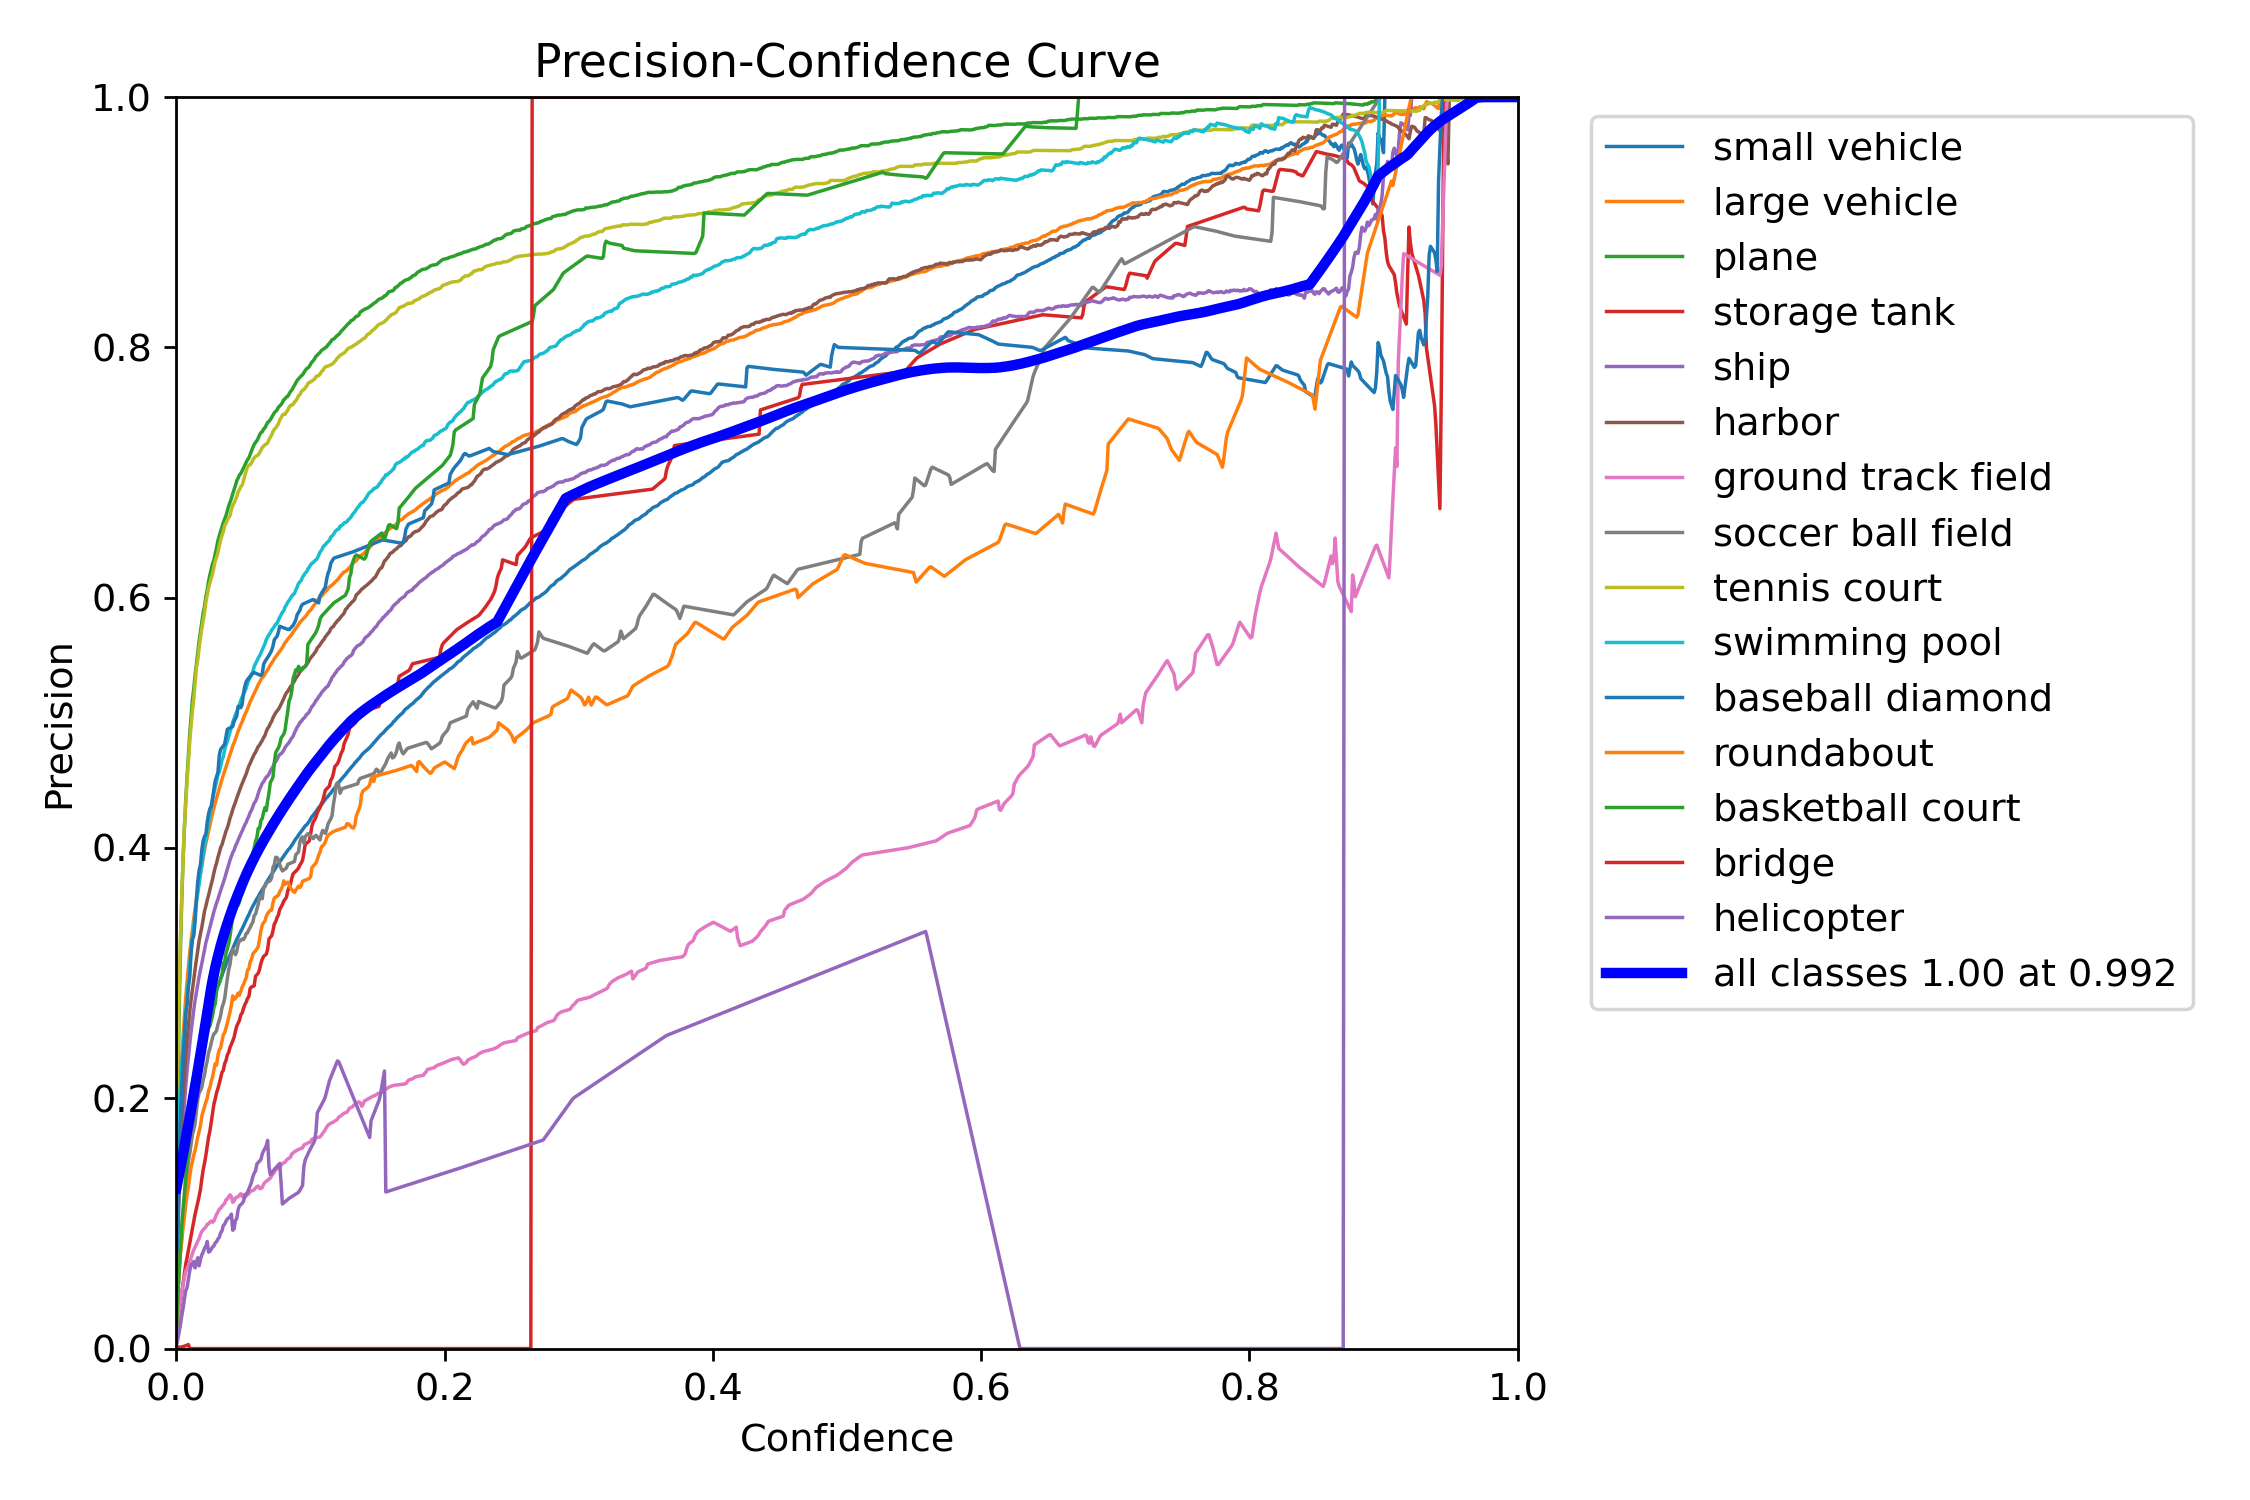 Precision-Confidence Curve
1.0
0.8
0.6
0.4
0.2
0.0
Precision
0.0 0.2 0.4 0.6 0.8 1.0
Confidence
small vehicle
large vehicle
plane
storage tank
ship
harbor
ground track field
soccer ball field
tennis court
swimming pool
baseball diamond
roundabout
basketball court
bridge
helicopter
all classes 1.00 at 0.992